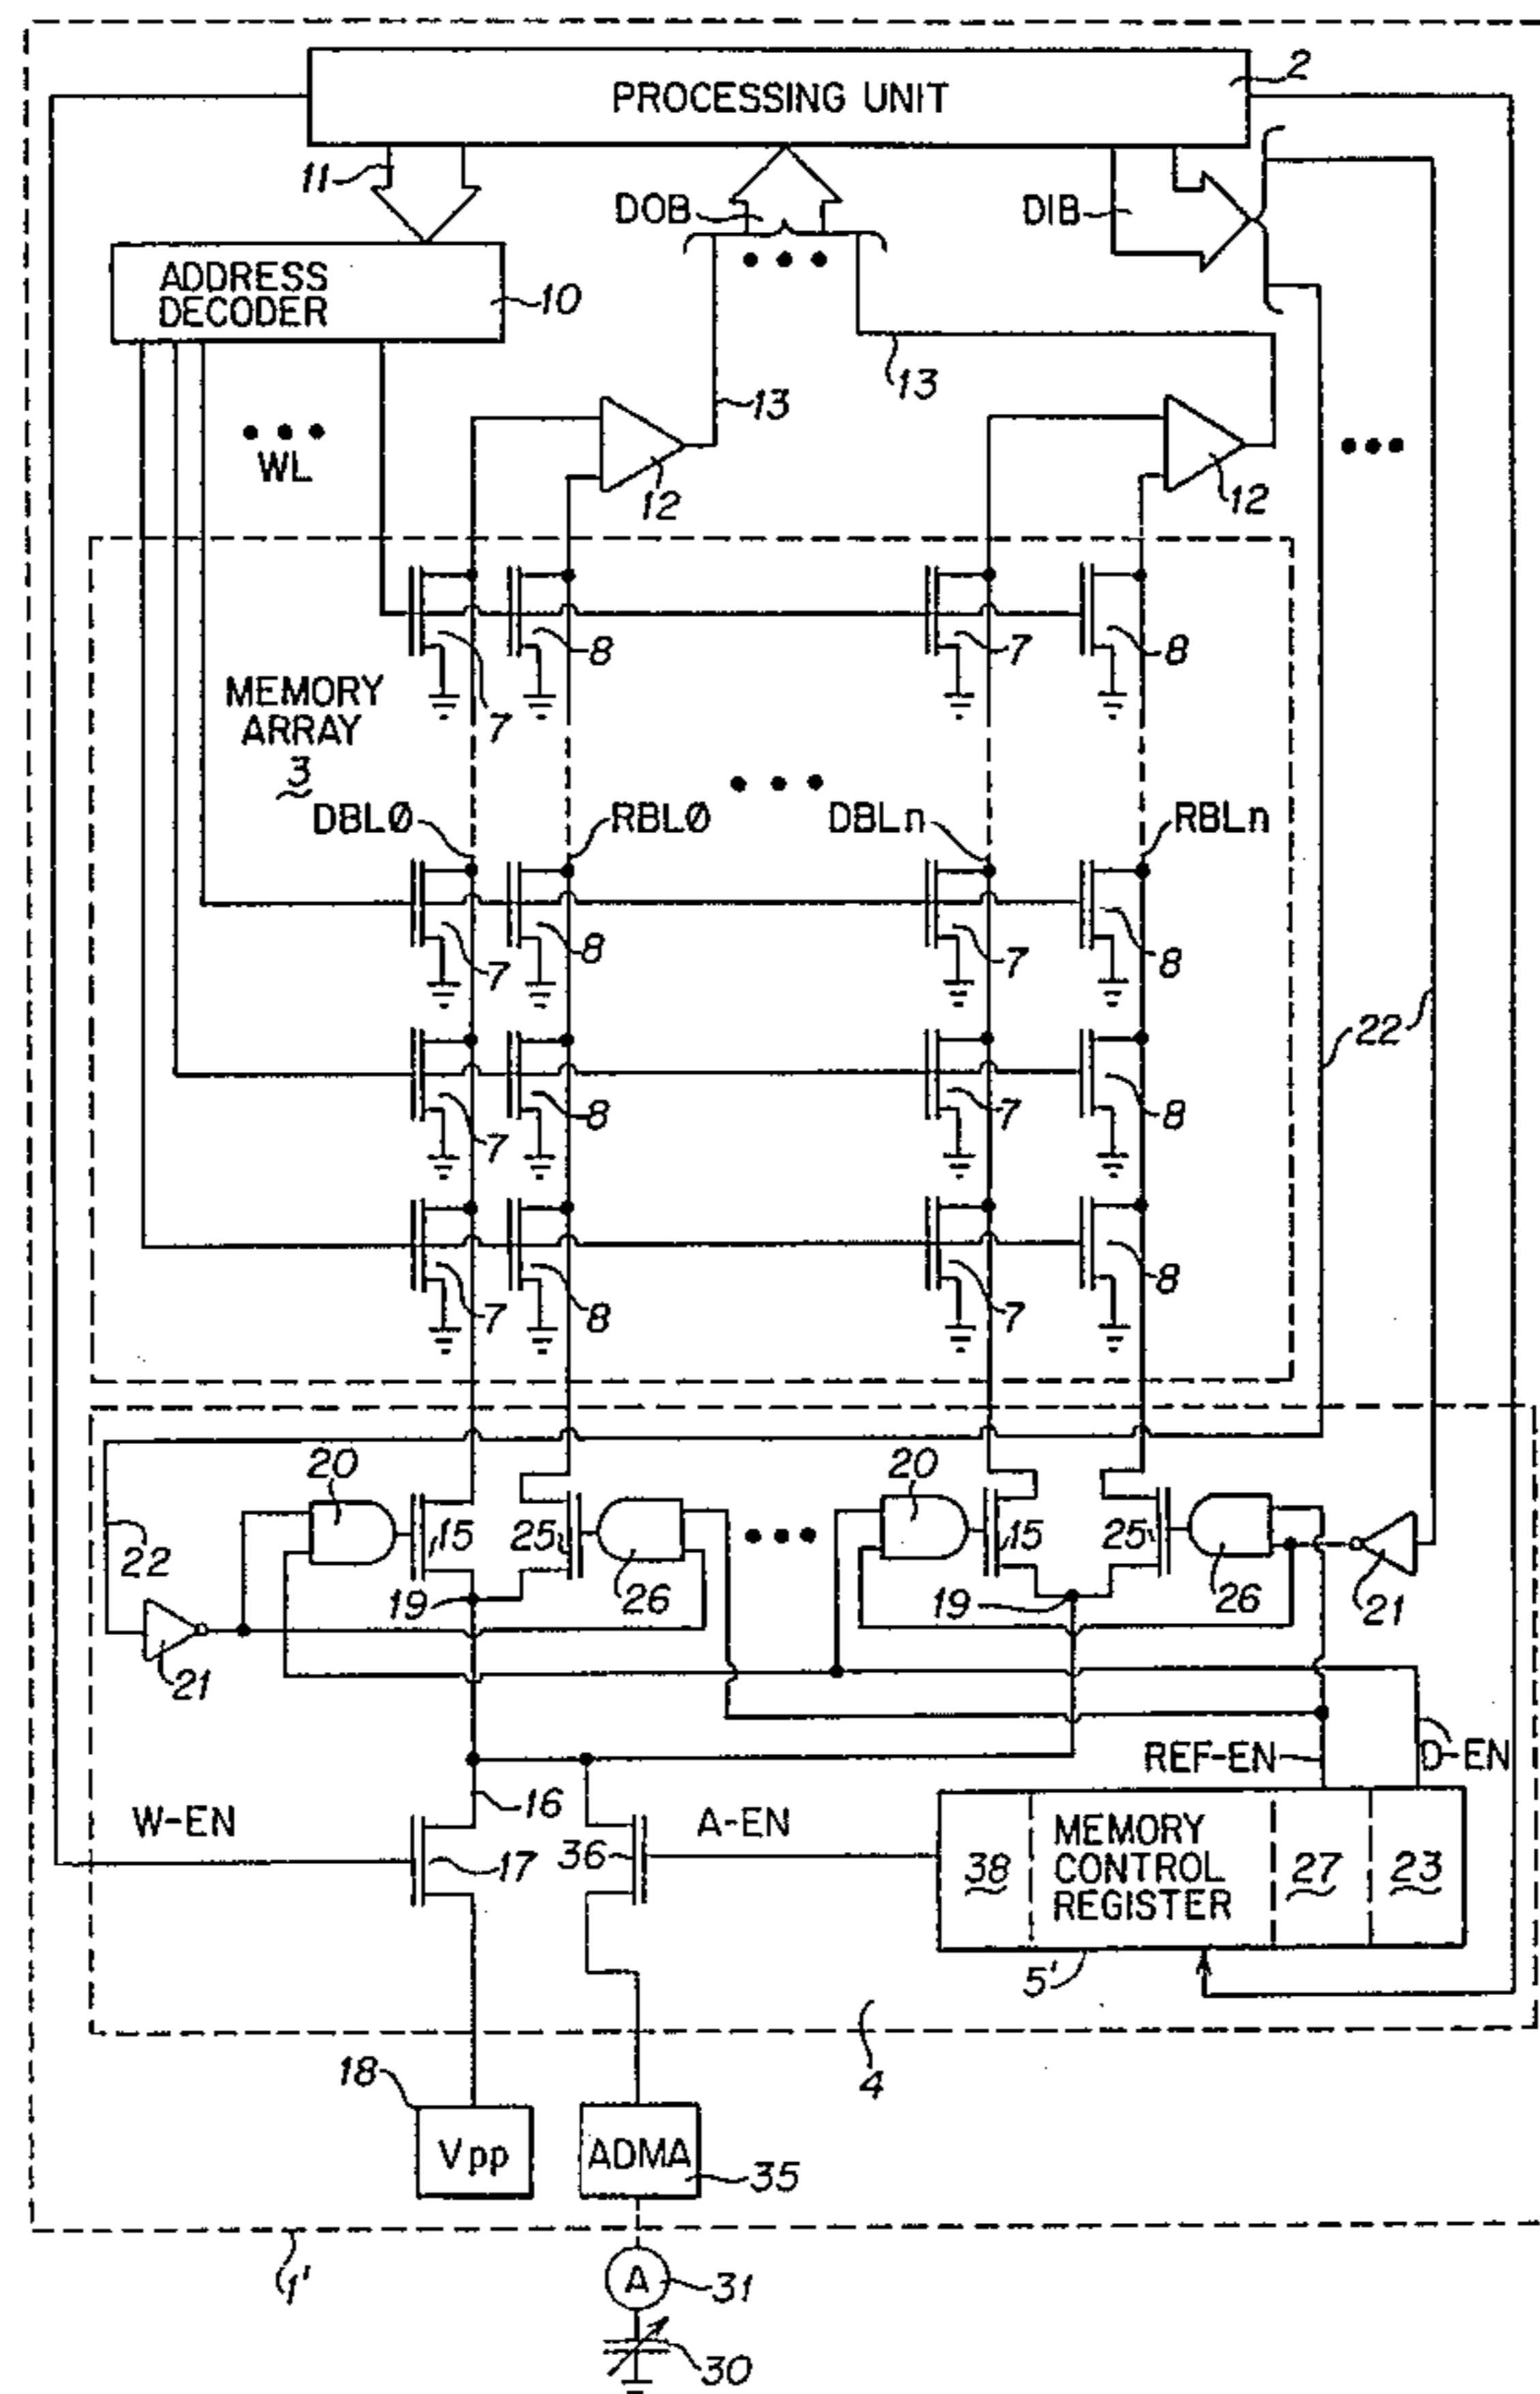 PROCESSING UNIT
2
11
DOB
DIB
ADDRESS
DECODER
10
13
13
WL
12
12
7
8
7
8
MEMORY
ARRAY
3
DBLØ
RBLØ
DBLn
RBLn
7
8
7
8
22
7
8
7
8
7
8
7
8
20
20
22
15
25
15
25
19
26
19
26
21
21
REF-EN
D-EN
W-EN
16
A-EN
17
36
38
MEMORY
CONTROL
REGISTER
27
23
5'
4
18
Vpp
ADMA
35
1'
A
31
30